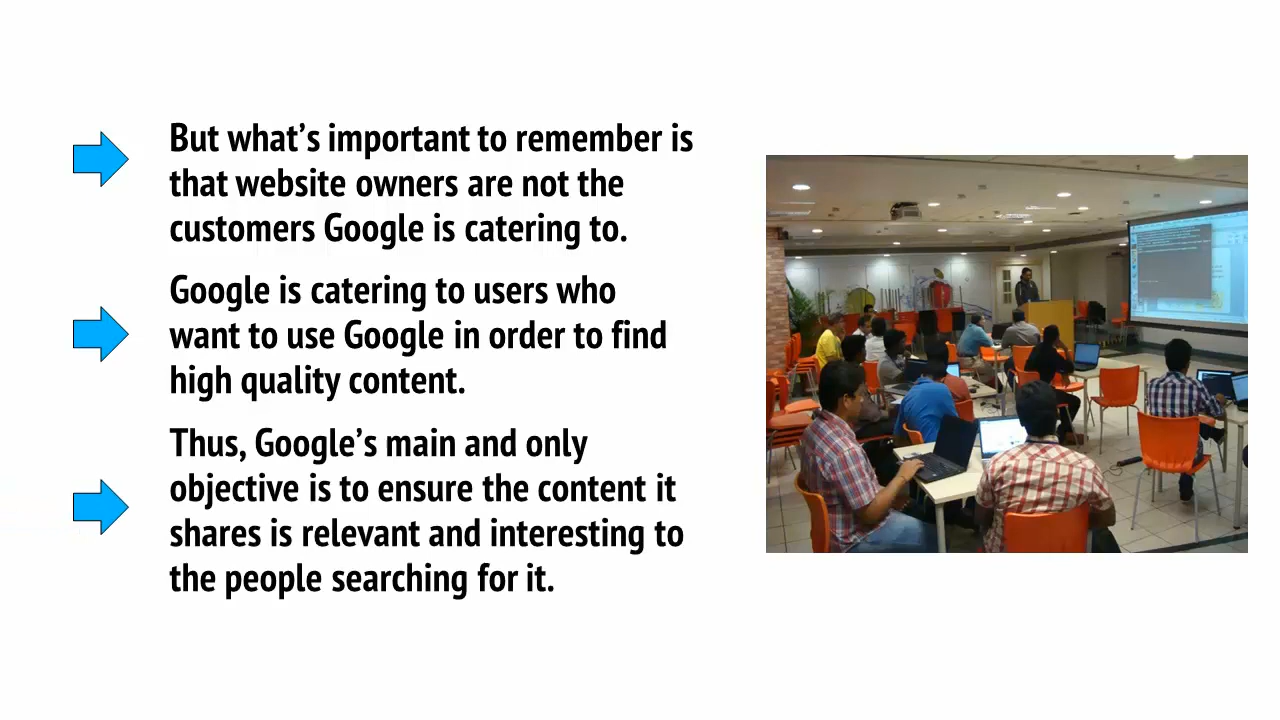 But what’s important to remember is
that website owners are not the
customers Google is catering to.
Google is catering to users who
want to use Google in order to find
high quality content.
Thus, Google’s main and only
objective is to ensure the content it
shares is relevant and interesting to
the people searching for it.